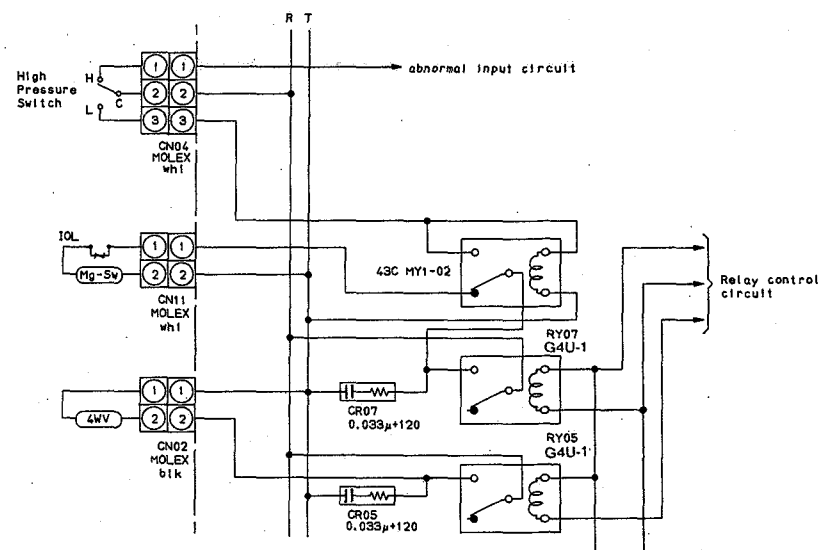 R T
High
Pressure
Switch
H
C
L
1 1
2 2
3 3
CN04
MOLEX
whi
abnormal input circuit
IOL
Mg-Sw
1 1
2 2
CN11
MOLEX
whi
43C MY1-02
Relay control
circuit
RY07
G4U-1
4WV
1 1
2 2
CN02
MOLEX
blk
CR07
0.033μ+120
RY05
G4U-1
CR05
0.033μ+120